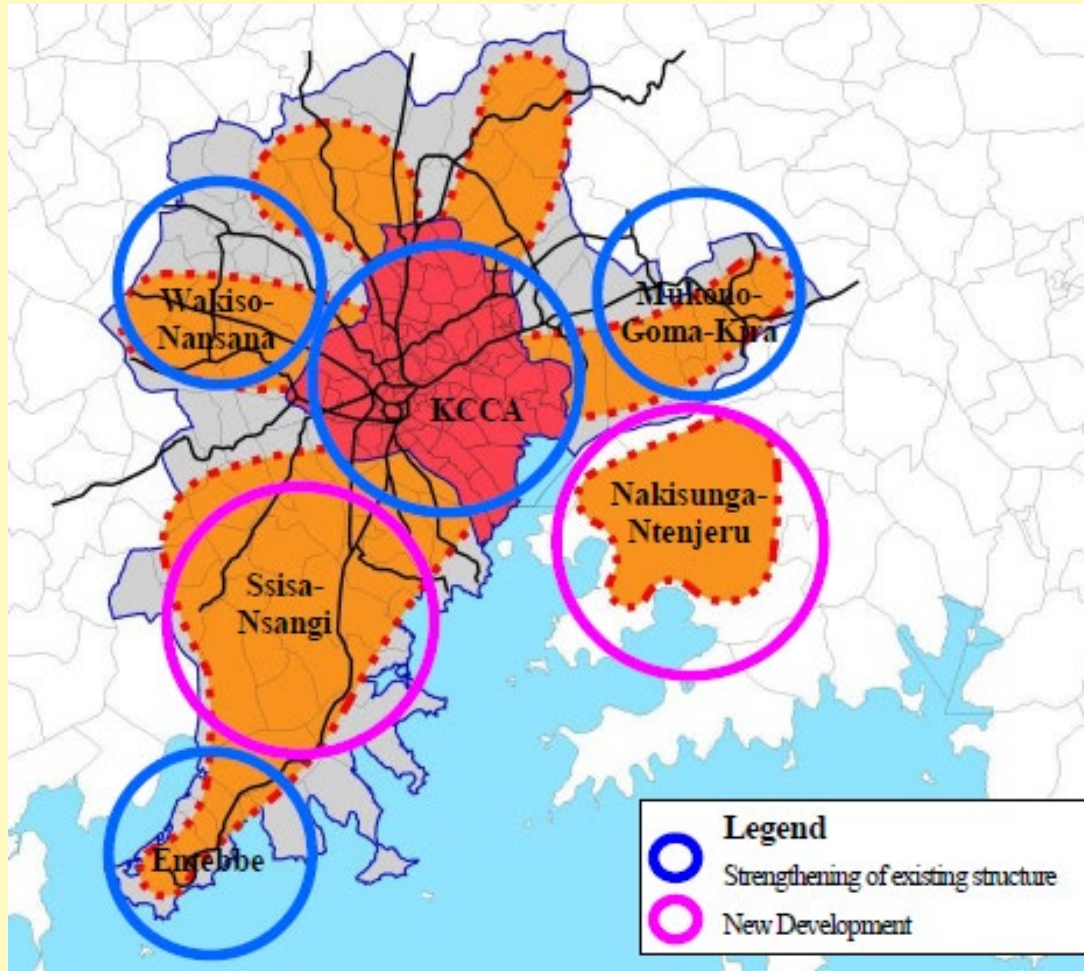 Wakiso-
Nansana
Mukono-
Goma-Kira
KCCA
Nakisunga-
Ntenjeru
Ssisa-
Nsangi
Entebbe
Legend
Strengthening of existing structure
New Development